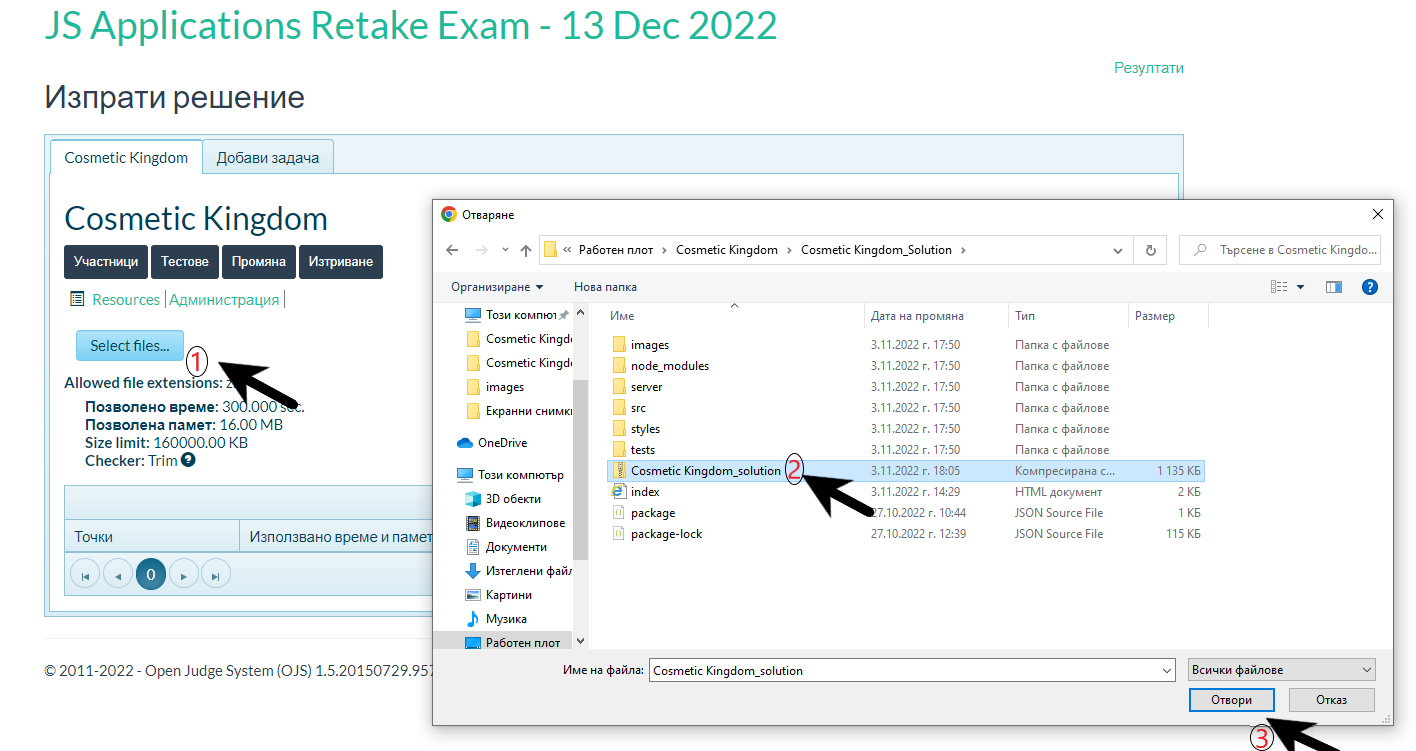 JS Applications Retake Exam - 13 Dec 2022
Резултати
Изпрати решение
Cosmetic Kingdom
Добави задача
Cosmetic Kingdom
Участници
Тестове
Промяна
Изтриване
Resources
Администрация
Select files...
1
Allowed file extensions:
Позволено време: 300.000 sec.
Позволена памет: 16.00 MB
Size limit: 160000.00 KB
Checker: Trim
Точки
Използвано време и памет
0
© 2011-2022 - Open Judge System (OJS) 1.5.20150729.957
Отваряне
« Работен плот › Cosmetic Kingdom › Cosmetic Kingdom_Solution ›
Търсене в Cosmetic Kingdo...
Организиране
Нова папка
Този компют
Cosmetic Kingd
Cosmetic Kingd
images
Екранни снимк
OneDrive
Този компютър
3D обекти
Видеоклипове
Документи
Изтеглени файл
Картини
Музика
Работен плот
Име Дата на промяна Тип Размер
images 3.11.2022 г. 17:50 Папка с файлове
node_modules 3.11.2022 г. 17:50 Папка с файлове
server 3.11.2022 г. 17:50 Папка с файлове
src 3.11.2022 г. 17:50 Папка с файлове
styles 3.11.2022 г. 17:50 Папка с файлове
tests 3.11.2022 г. 17:50 Папка с файлове
Cosmetic Kingdom_solution 2 3.11.2022 г. 18:05 Компресирана с... 1 135 КБ
index 3.11.2022 г. 14:29 HTML документ 2 КБ
package 27.10.2022 г. 10:44 JSON Source File 1 КБ
package-lock 27.10.2022 г. 12:39 JSON Source File 115 КБ
Име на файла: Cosmetic Kingdom_solution
Всички файлове
Отвори
Отказ
3